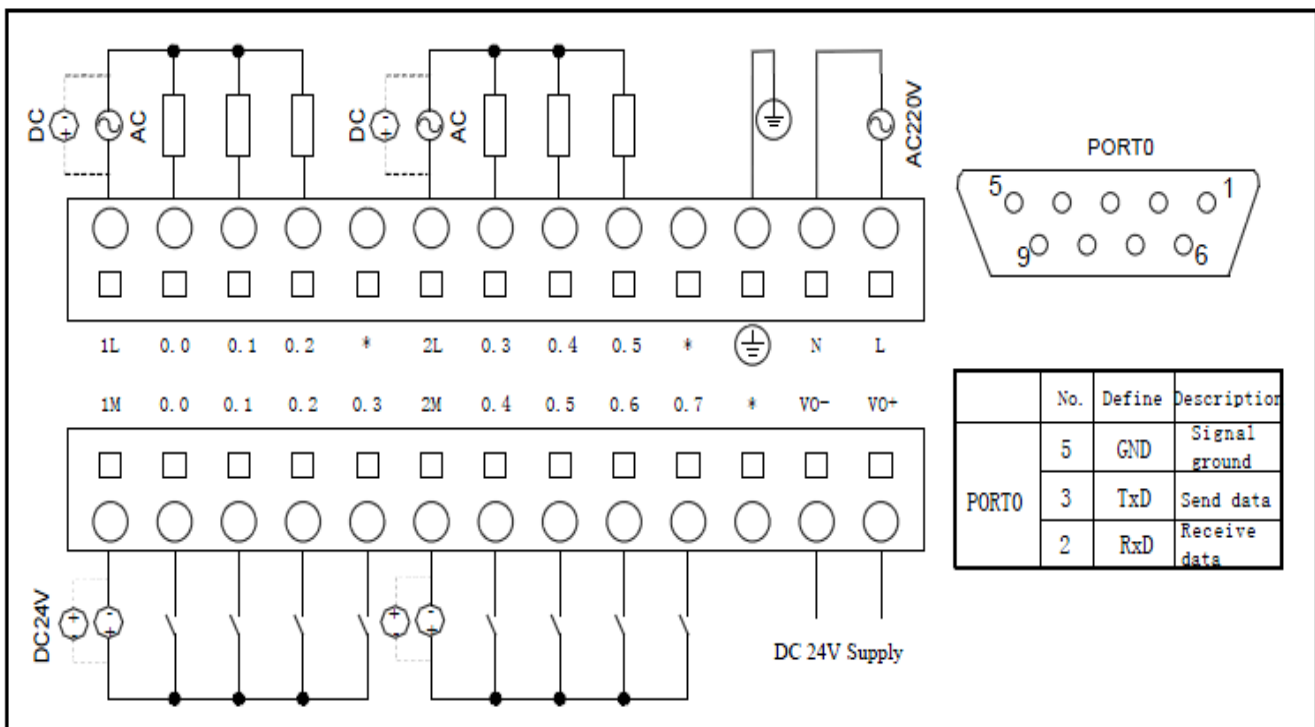 DC
AC
DC
AC
AC220V
PORT0
5
1
9
6
1L 0.0 0.1 0.2 * 2L 0.3 0.4 0.5 * N L
1M 0.0 0.1 0.2 0.3 2M 0.4 0.5 0.6 0.7 * VO- VO+
DC24V
DC 24V Supply
No. Define Description
PORT0
5 GND Signal
ground
3 TxD Send data
2 RxD Receive
data